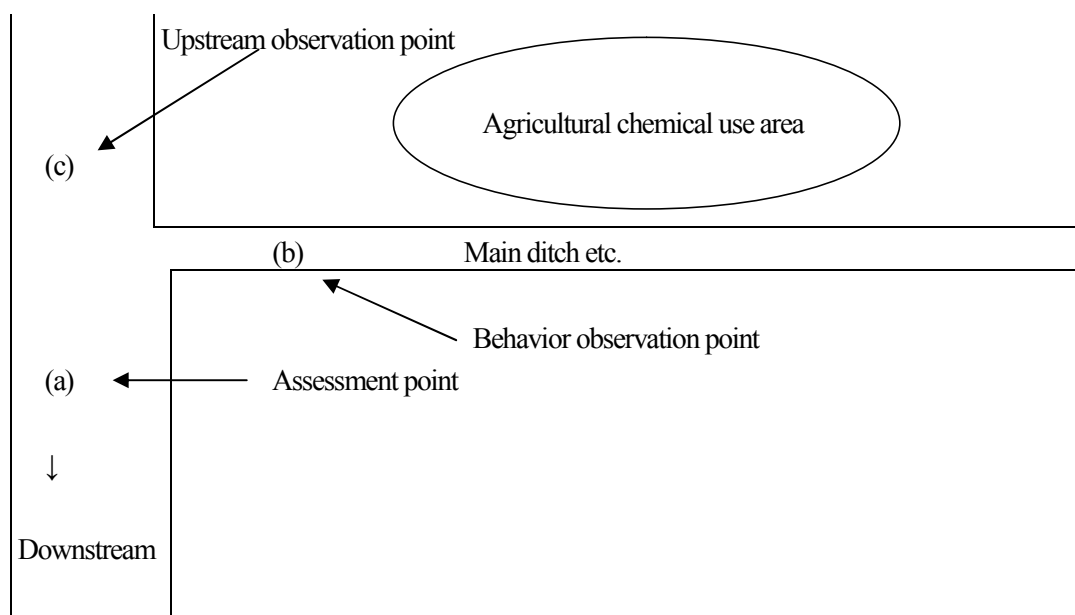 Upstream observation point
Agricultural chemical use area
(c)
(b)
Main ditch etc.
Behavior observation point
(a)
Assessment point
↓
Downstream